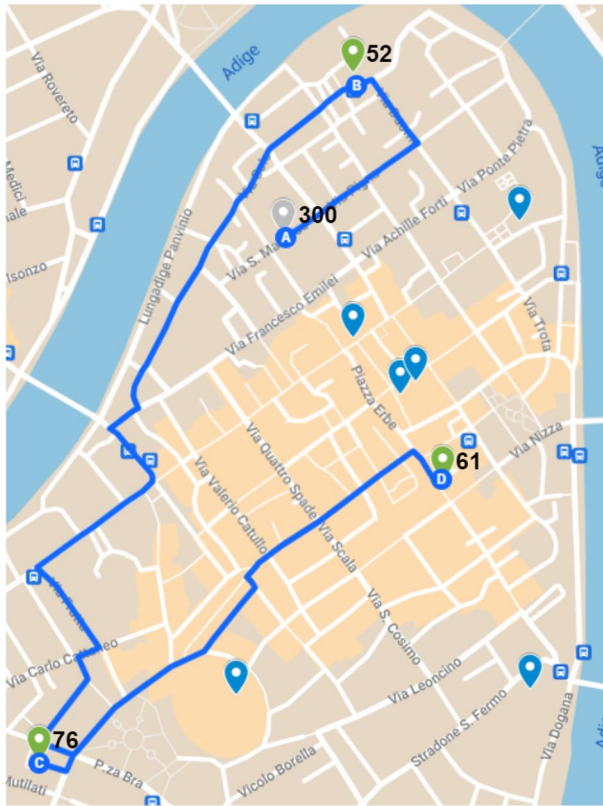 52
Adige
Via Rovereto
B
Medici
Adige
Via Ponte Pietra
300
A
Via Achille Forti
Isonzo
Lungadige Panvinio
Via Francesco Emilei
Via Trota
Piazza Erbe
61
D
Via Nizza
Via Quattro Spade
Via Valerio Catullo
Via Scala
Via S. Cosimo
Via Carlo Cattaneo
Via Leoncino
Stradone S. Fermo
Via Dogana
76
C
P.za Bra
Vicolo Borella
Mutilati